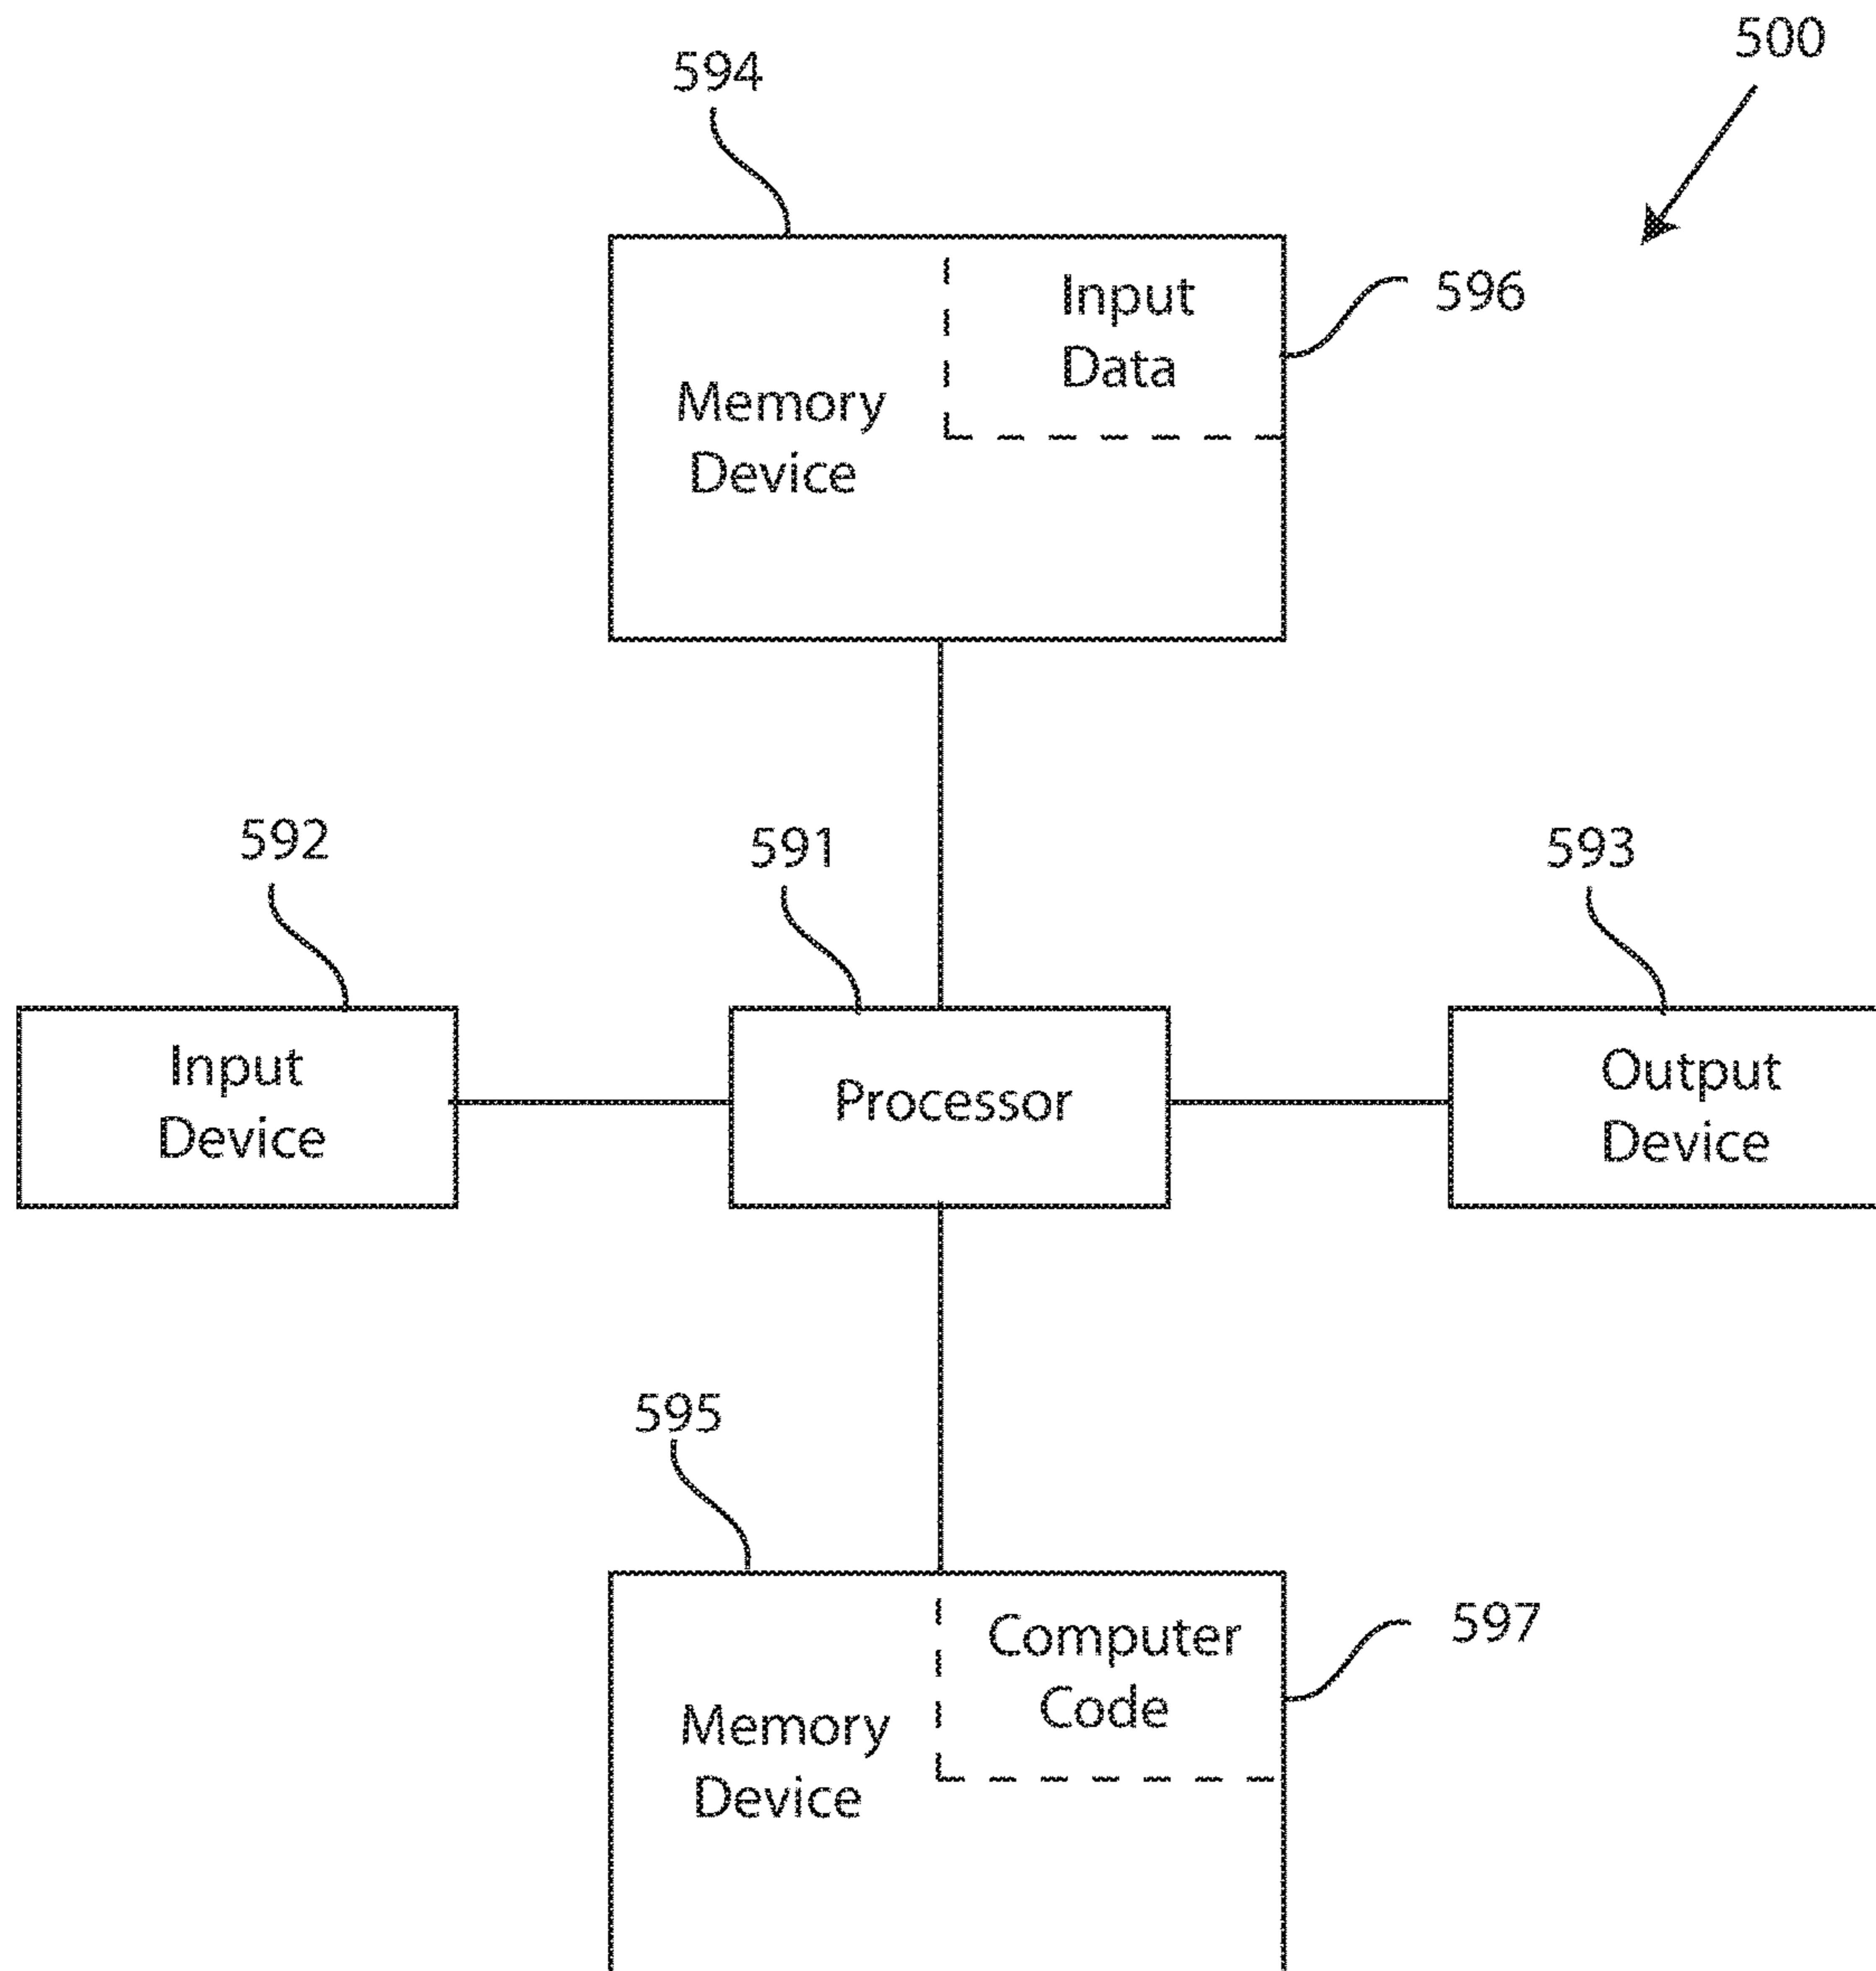 500
594
Input
Data
596
Memory
Device
592
591
593
Input
Device
Processor
Output
Device
595
Computer
Code
597
Memory
Device